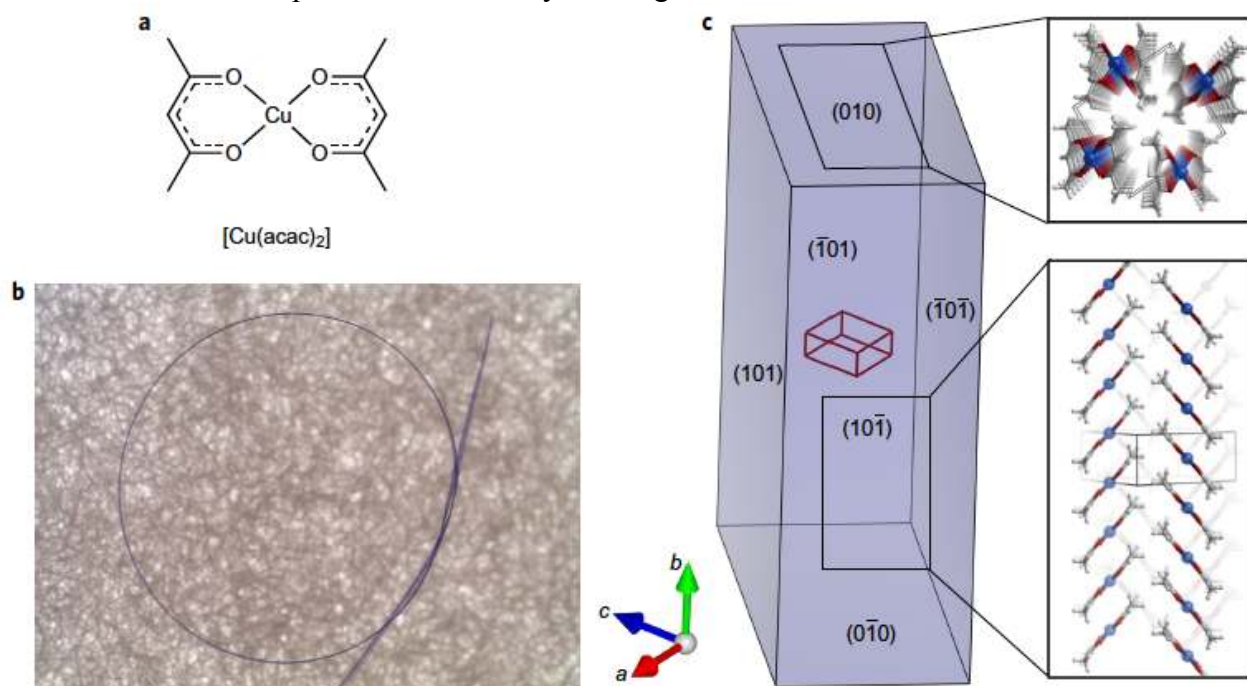 a
O O
Cu
O O
[Cu(acac)₂]
b
c
(010)
(1̅01)
(1̅01̅)
(101)
(101̅)
(01̅0)
b
c
a